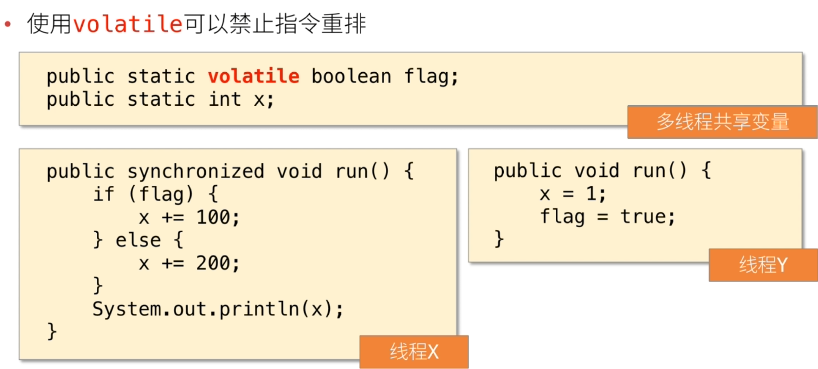 • 使用volatile可以禁止指令重排
public static volatile boolean flag;
public static int x;
多线程共享变量
public synchronized void run() {
    if (flag) {
        x += 100;
    } else {
        x += 200;
    }
    System.out.println(x);
}
线程X
public void run() {
    x = 1;
    flag = true;
}
线程Y